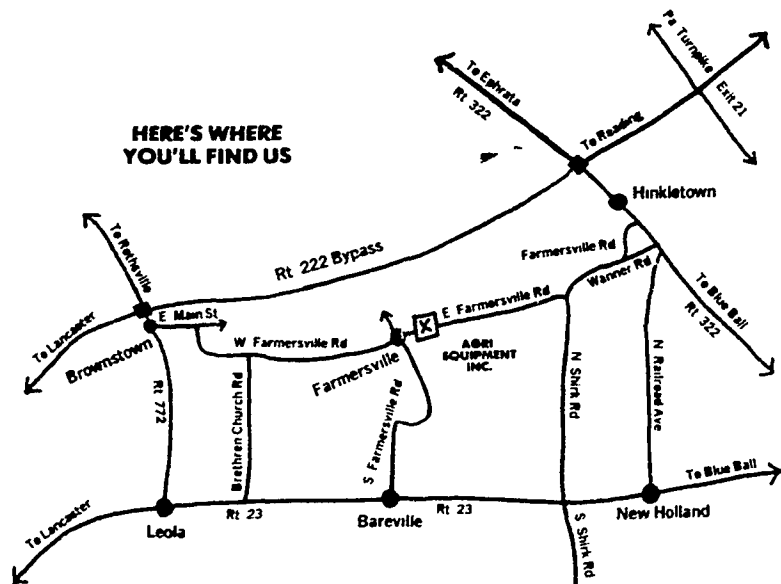 Pa Turnpike
Exit 21
To Ephrata
Rt 322
To Reading
HERE'S WHERE
YOU'LL FIND US
Hinkletown
To Rothsville
Rt 222 Bypass
Farmersville Rd
Wanner Rd
To Blue Ball
Rt 322
To Lancaster
E Main St
Brownstown
W Farmersville Rd
Farmersville
X
E Farmersville Rd
AGRI
EQUIPMENT
INC.
Rt 772
Brethren Church Rd
S Farmersville Rd
N Shirk Rd
N Railroad Ave
To Lancaster
Leola
Rt 23
Bareville
Rt 23
New Holland
To Blue Ball
S Shirk Rd